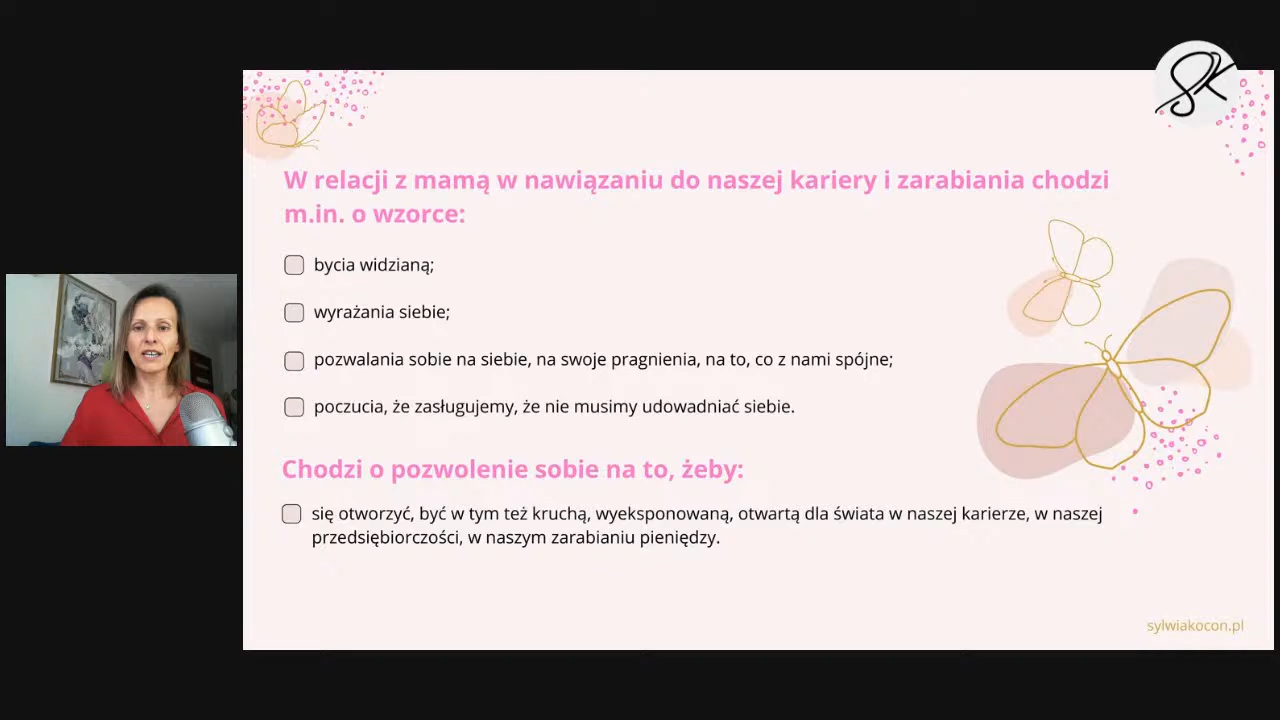 SK
W relacji z mamą w nawiązaniu do naszej kariery i zarabiania chodzi
m.in. o wzorce:
bycia widzianą;
wyrażania siebie;
pozwalania sobie na siebie, na swoje pragnienia, na to, co z nami spójne;
poczucia, że zasługujemy, że nie musimy udowadniać siebie.
Chodzi o pozwolenie sobie na to, żeby:
się otworzyć, być w tym też kruchą, wyeksponowaną, otwartą dla świata w naszej karierze, w naszej
przedsiębiorczości, w naszym zarabianiu pieniędzy.
sylwiakocon.pl